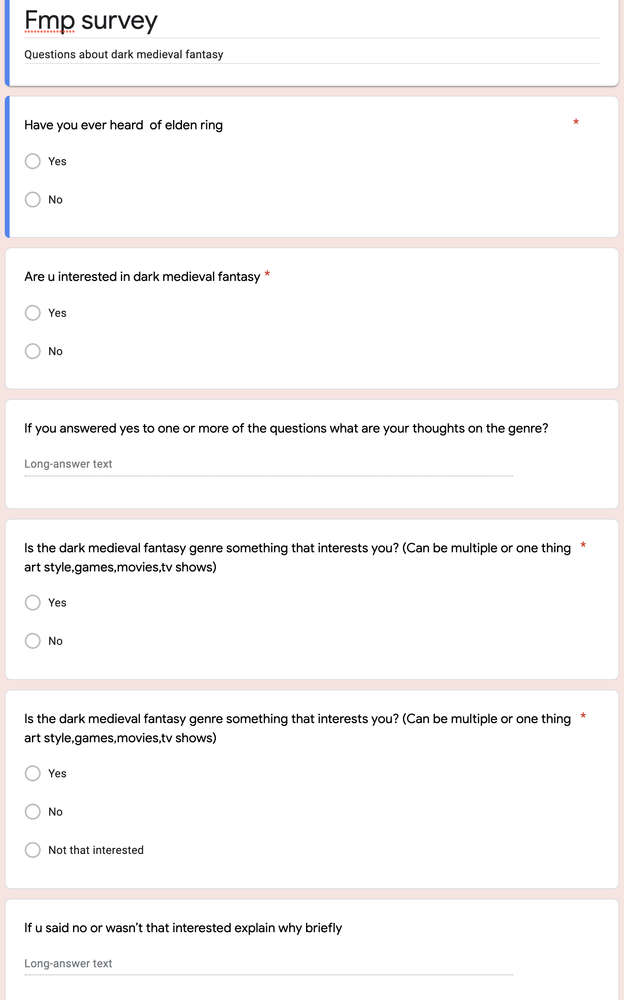 Fmp survey
Questions about dark medieval fantasy
Have you ever heard  of elden ring *
Yes
No
Are u interested in dark medieval fantasy *
Yes
No
If you answered yes to one or more of the questions what are your thoughts on the genre?
Long-answer text
Is the dark medieval fantasy genre something that interests you? (Can be multiple or one thing *
art style,games,movies,tv shows)
Yes
No
Is the dark medieval fantasy genre something that interests you? (Can be multiple or one thing *
art style,games,movies,tv shows)
Yes
No
Not that interested
If u said no or wasn’t that interested explain why briefly
Long-answer text